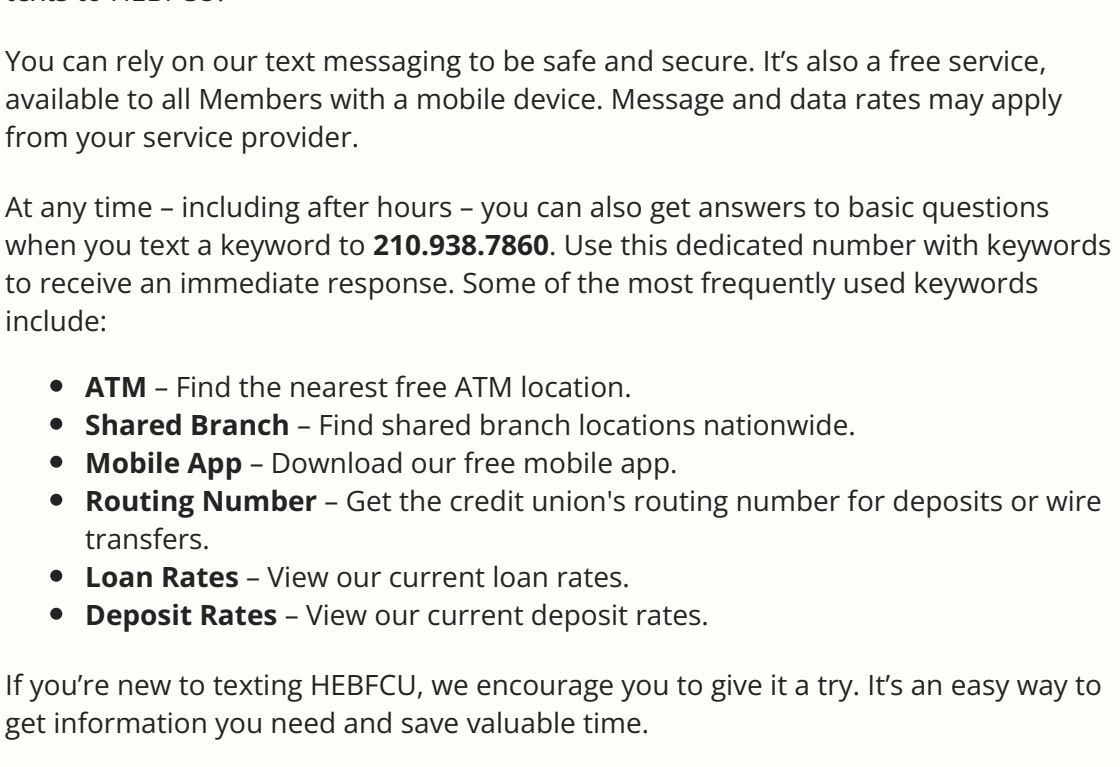 You can rely on our text messaging to be safe and secure. It’s also a free service,
available to all Members with a mobile device. Message and data rates may apply
from your service provider.
At any time – including after hours – you can also get answers to basic questions
when you text a keyword to 210.938.7860. Use this dedicated number with keywords
to receive an immediate response. Some of the most frequently used keywords
include:
• ATM – Find the nearest free ATM location.
• Shared Branch – Find shared branch locations nationwide.
• Mobile App – Download our free mobile app.
• Routing Number – Get the credit union's routing number for deposits or wire
transfers.
• Loan Rates – View our current loan rates.
• Deposit Rates – View our current deposit rates.
If you’re new to texting HEBFCU, we encourage you to give it a try. It’s an easy way to
get information you need and save valuable time.